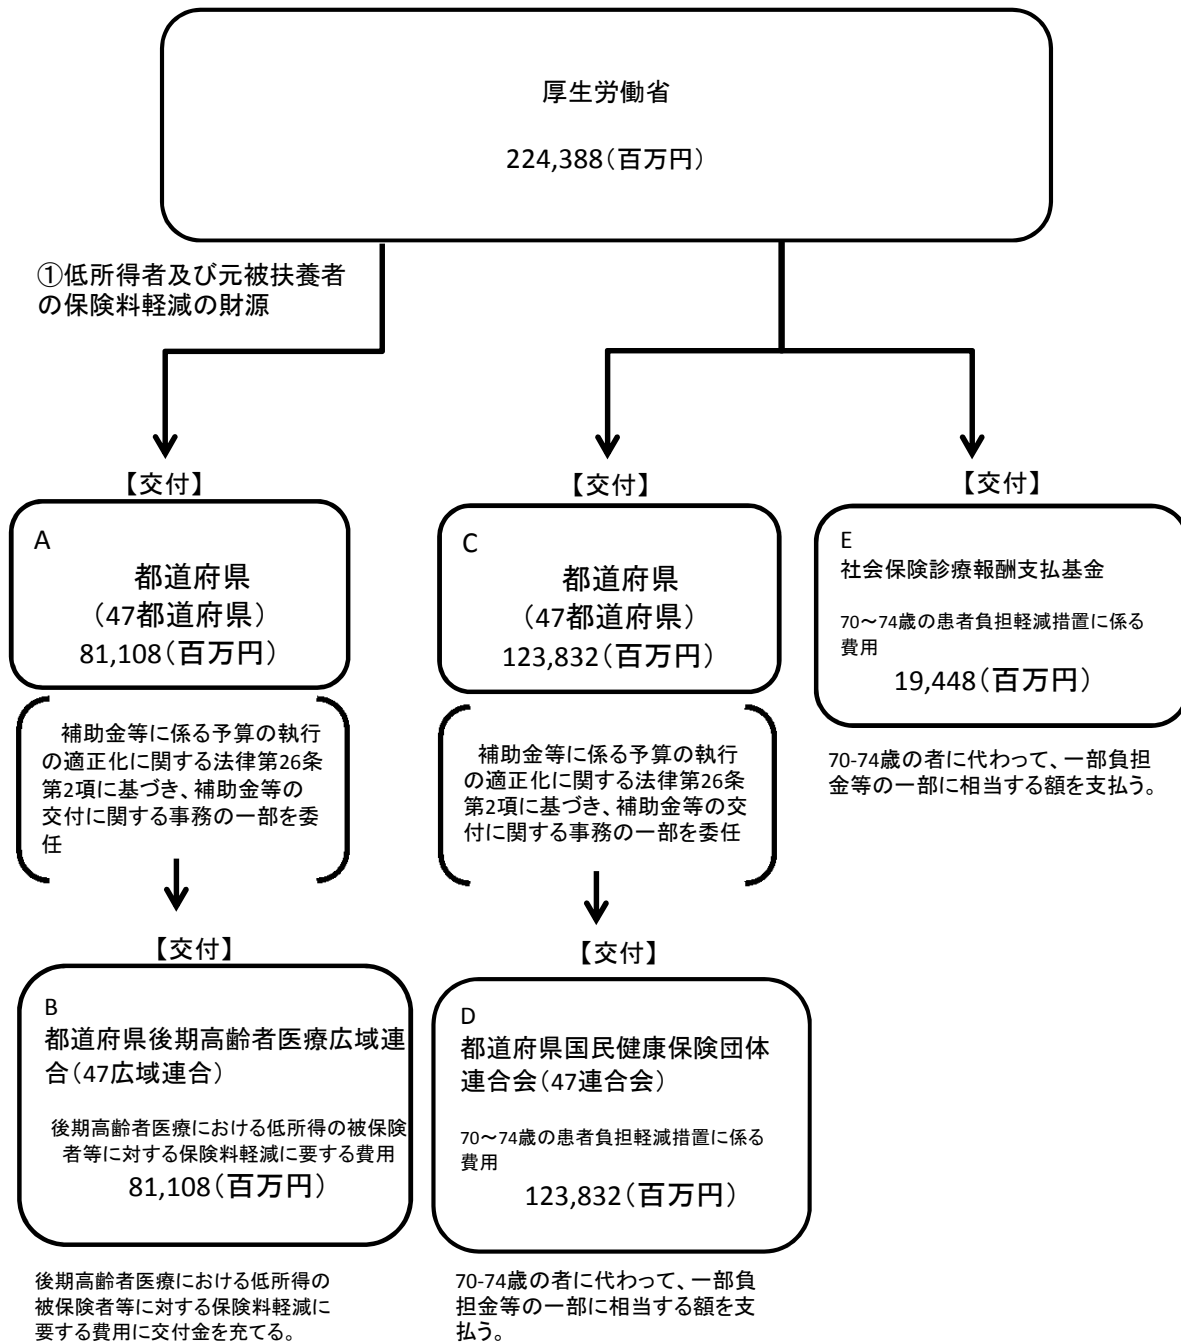 厚生労働省
224,388（百万円）
①低所得者及び元被扶養者
の保険料軽減の財源
【交付】
A
都道府県
（47都道府県）
81,108（百万円）
補助金等に係る予算の執行
の適正化に関する法律第26条
第2項に基づき、補助金等の
交付に関する事務の一部を委
任
【交付】
B
都道府県後期高齢者医療広域連
合（47広域連合）
後期高齢者医療における低所得の被保険
者等に対する保険料軽減に要する費用
81,108（百万円）
後期高齢者医療における低所得の
被保険者等に対する保険料軽減に
要する費用に交付金を充てる。
【交付】
C
都道府県
（47都道府県）
123,832（百万円）
補助金等に係る予算の執行
の適正化に関する法律第26条
第2項に基づき、補助金等の交
付に関する事務の一部を委任
【交付】
D
都道府県国民健康保険団体
連合会（47連合会）
70～74歳の患者負担軽減措置に係る
費用
123,832（百万円）
70-74歳の者に代わって、一部負
担金等の一部に相当する額を支
払う。
【交付】
E
社会保険診療報酬支払基金
70～74歳の患者負担軽減措置に係る
費用
19,448（百万円）
70-74歳の者に代わって、一部負担
金等の一部に相当する額を支払う。